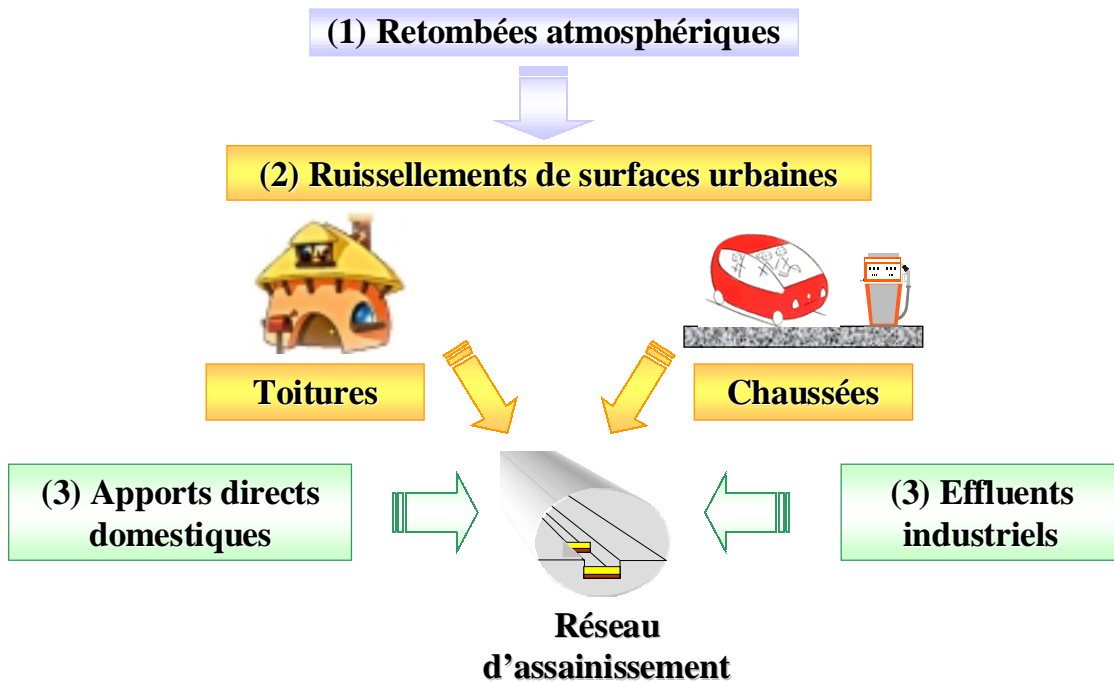 (1) Retombées atmosphériques
(2) Ruissellements de surfaces urbaines
Toitures
Chaussées
(3) Apports directs
domestiques
(3) Effluents
industriels
Réseau
d’assainissement